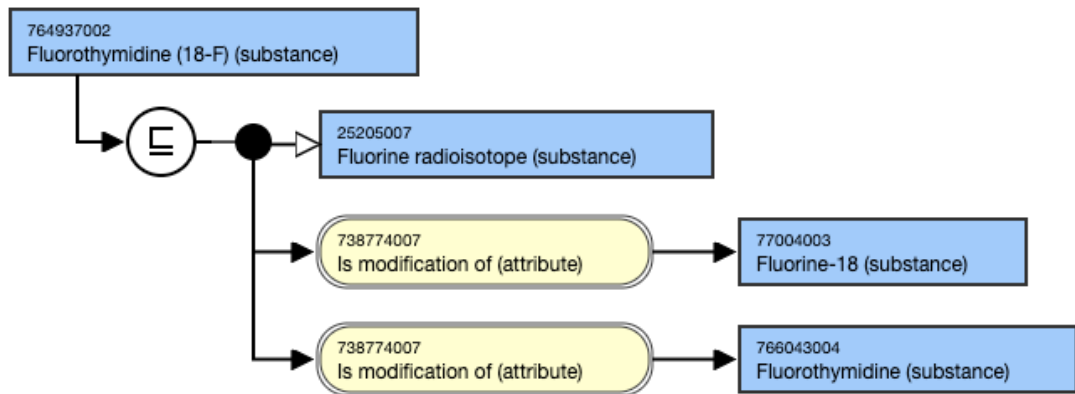 764937002
Fluorothymidine (18-F) (substance)
⊑
25205007
Fluorine radioisotope (substance)
738774007
Is modification of (attribute)
77004003
Fluorine-18 (substance)
738774007
Is modification of (attribute)
766043004
Fluorothymidine (substance)